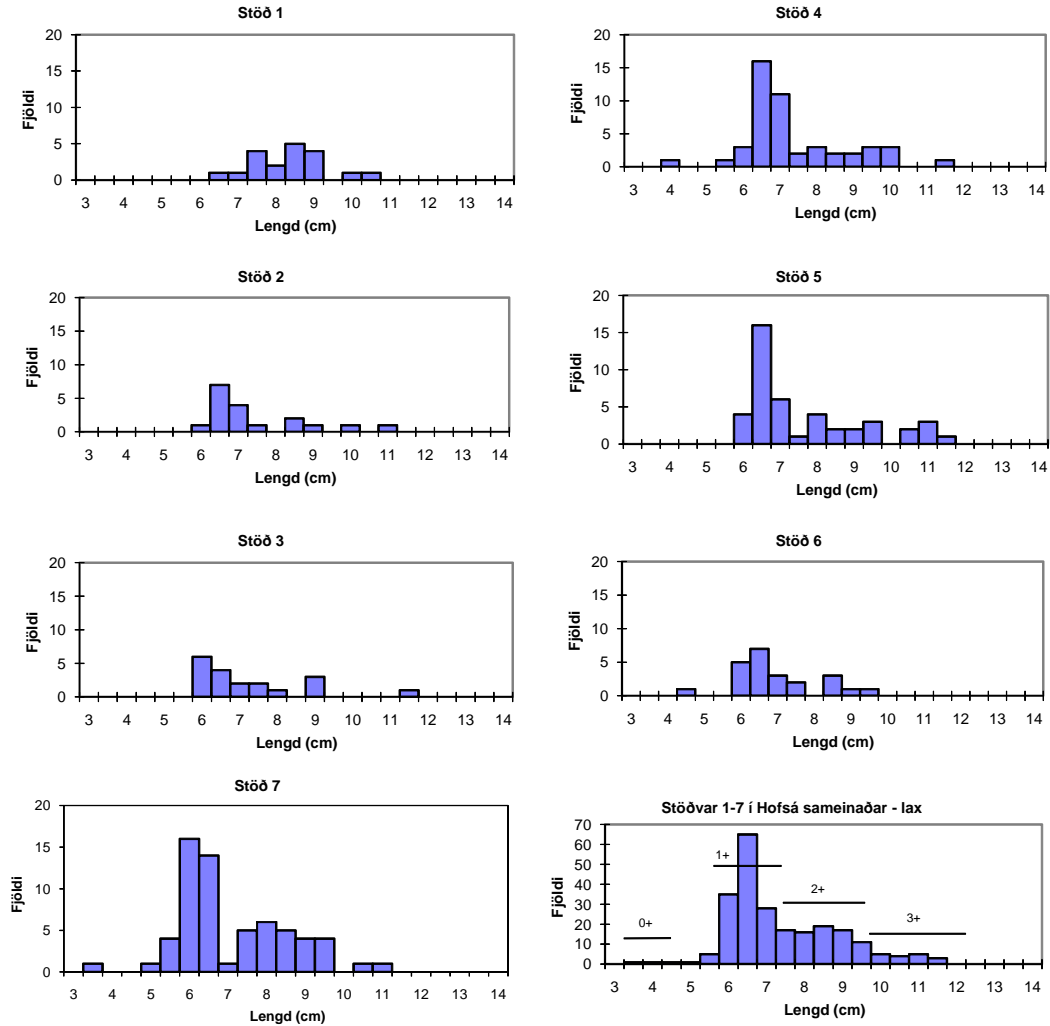 Stöð 1
20
15
10
5
0
Fjöldi
3 4 5 6 7 8 9 10 11 12 13 14
Lengd (cm)
Stöð 4
20
15
10
5
0
Fjöldi
3 4 5 6 7 8 9 10 11 12 13 14
Lengd (cm)
Stöð 2
20
15
10
5
0
Fjöldi
3 4 5 6 7 8 9 10 11 12 13 14
Lengd (cm)
Stöð 5
20
15
10
5
0
Fjöldi
3 4 5 6 7 8 9 10 11 12 13 14
Lengd (cm)
Stöð 3
20
15
10
5
0
Fjöldi
3 4 5 6 7 8 9 10 11 12 13 14
Lengd (cm)
Stöð 6
20
15
10
5
0
Fjöldi
3 4 5 6 7 8 9 10 11 12 13 14
Lengd (cm)
Stöð 7
20
15
10
5
0
Fjöldi
3 4 5 6 7 8 9 10 11 12 13 14
Lengd (cm)
Stöðvar 1-7 í Hofsá sameinaðar - lax
70
60
50
40
30
20
10
0
Fjöldi
0+
1+
2+
3+
3 4 5 6 7 8 9 10 11 12 13 14
Lengd (cm)